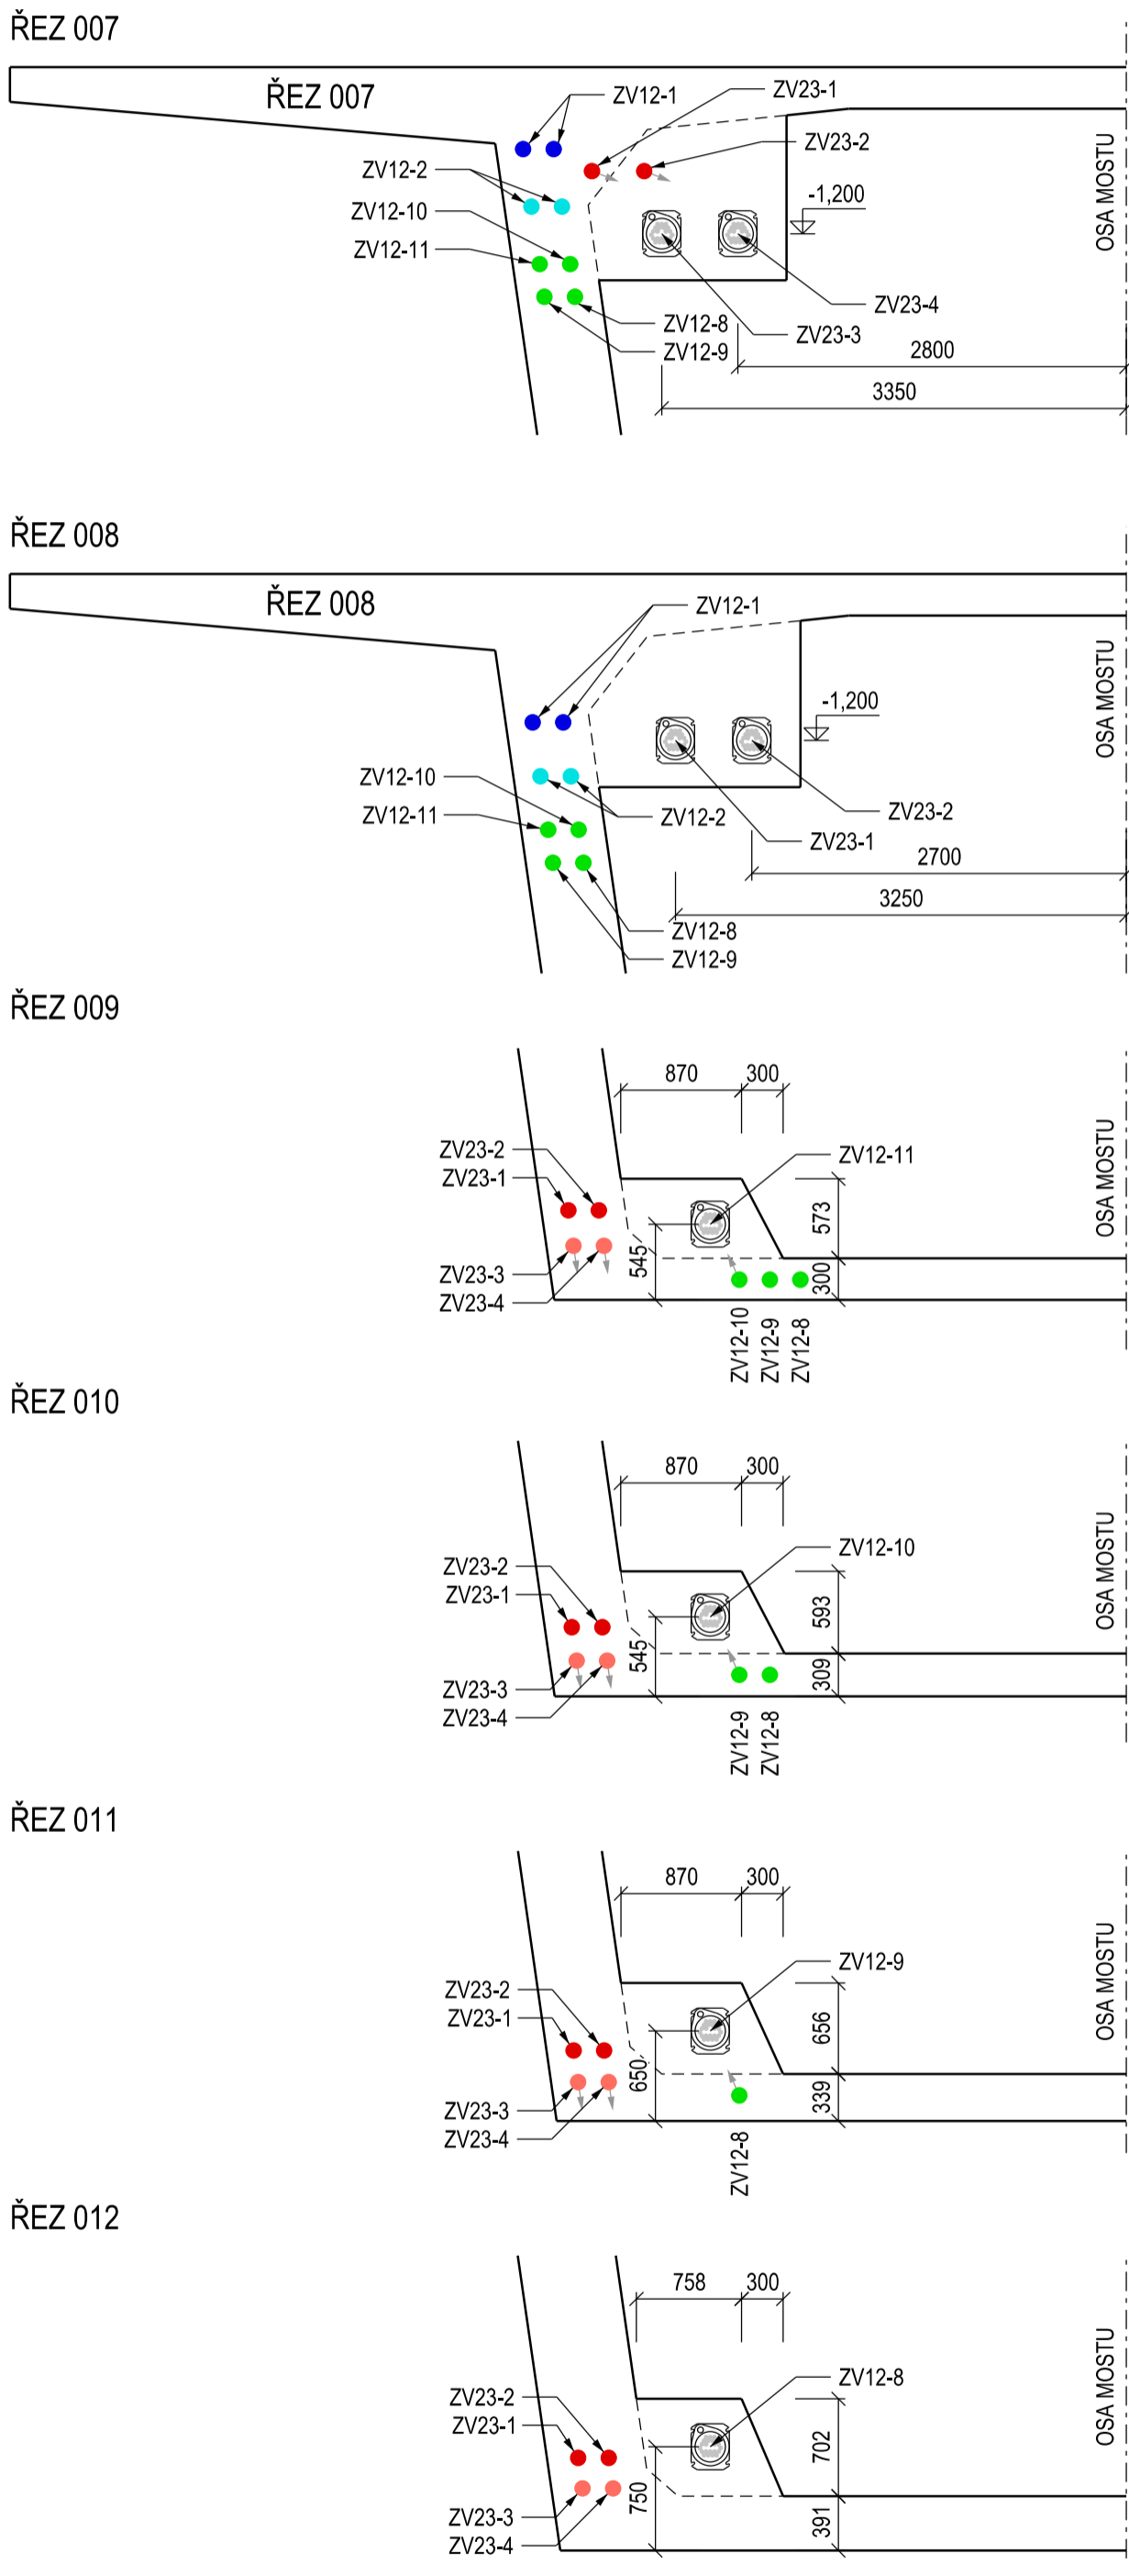 ŘEZ 007
ŘEZ 007
ZV12-1
ZV23-1
ZV23-2
ZV12-2
ZV12-10
ZV12-11
-1,200
OSA MOSTU
ZV23-4
ZV12-8
ZV23-3
ZV12-9
2800
3350
ŘEZ 008
ŘEZ 008
ZV12-1
-1,200
OSA MOSTU
ZV12-10
ZV12-11
ZV12-2
ZV23-2
ZV23-1
2700
3250
ZV12-8
ZV12-9
ŘEZ 009
870
300
ZV23-2
ZV23-1
ZV12-11
OSA MOSTU
573
545
300
ZV23-3
ZV23-4
ZV12-10
ZV12-9
ZV12-8
ŘEZ 010
870
300
ZV12-10
ZV23-2
ZV23-1
OSA MOSTU
593
545
309
ZV23-3
ZV23-4
ZV12-9
ZV12-8
ŘEZ 011
870
300
ZV12-9
ZV23-2
ZV23-1
OSA MOSTU
656
650
339
ZV23-3
ZV23-4
ZV12-8
ŘEZ 012
758
300
ZV12-8
ZV23-2
ZV23-1
OSA MOSTU
702
750
391
ZV23-3
ZV23-4